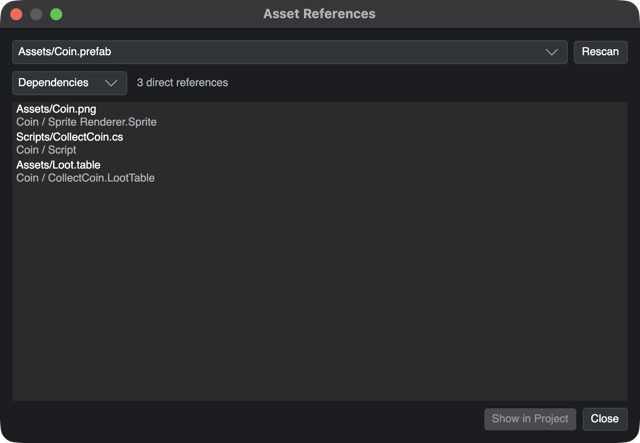 Asset References
Assets/Coin.prefab
Rescan
Dependencies
3 direct references
Assets/Coin.png
Coin / Sprite Renderer.Sprite
Scripts/CollectCoin.cs
Coin / Script
Assets/Loot.table
Coin / CollectCoin.LootTable
Show in Project
Close